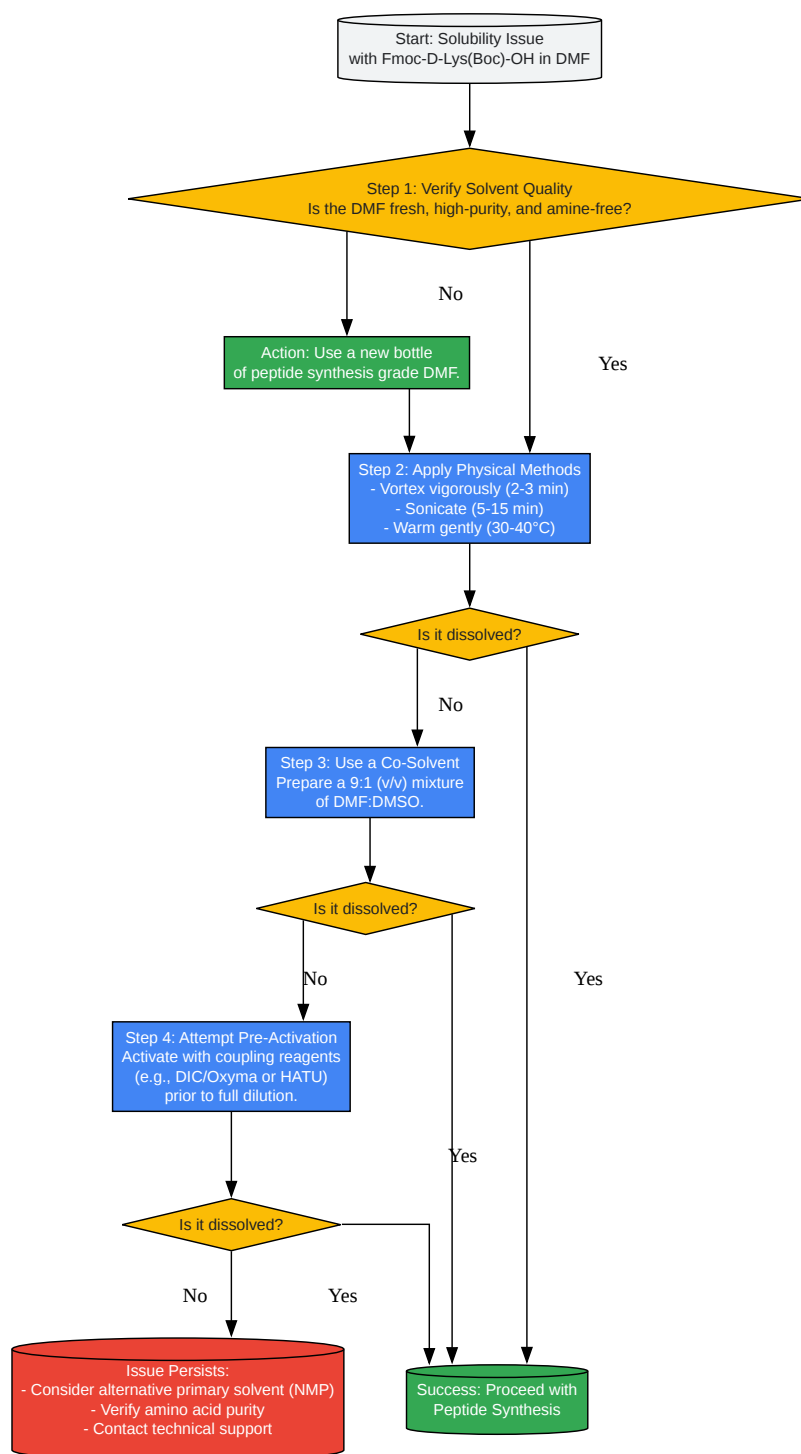 Start: Solubility Issue
with Fmoc-D-Lys(Boc)-OH in DMF
Step 1: Verify Solvent Quality
Is the DMF fresh, high-purity, and amine-free?
No
Yes
Action: Use a new bottle
of peptide synthesis grade DMF.
Step 2: Apply Physical Methods
- Vortex vigorously (2-3 min)
- Sonicate (5-15 min)
- Warm gently (30-40°C)
Is it dissolved?
No
Step 3: Use a Co-Solvent
Prepare a 9:1 (v/v) mixture
of DMF:DMSO.
Is it dissolved?
No
Yes
Step 4: Attempt Pre-Activation
Activate with coupling reagents
(e.g., DIC/Oxyma or HATU)
prior to full dilution.
Yes
Is it dissolved?
No
Yes
Issue Persists:
- Consider alternative primary solvent (NMP)
- Verify amino acid purity
- Contact technical support
Success: Proceed with
Peptide Synthesis